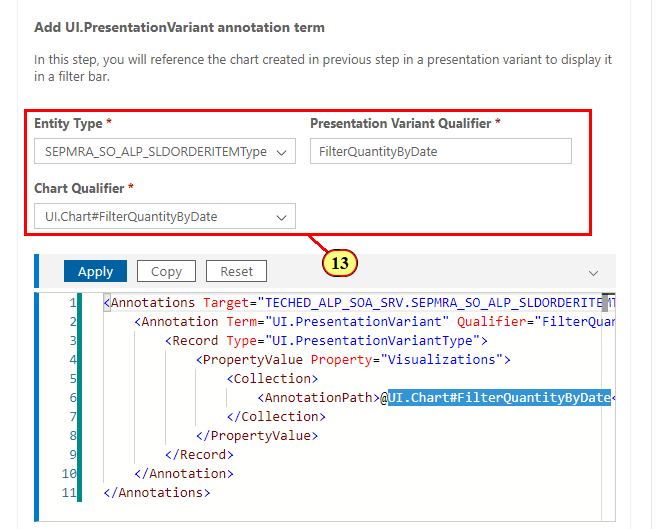 Add UI.PresentationVariant annotation term
In this step, you will reference the chart created in previous step in a presentation variant to display it
in a filter bar.
Entity Type *
Presentation Variant Qualifier *
SEPMRA_SO_ALP_SLDORDERITEMType
FilterQuantityByDate
Chart Qualifier *
UI.Chart#FilterQuantityByDate
13
Apply
Copy
Reset
1 <Annotations Target="TECHED_ALP_SOA_SRV.SEPMRA_SO_ALP_SLDORDERITEMT
2 <Annotation Term="UI.PresentationVariant" Qualifier="FilterQuan
3 <Record Type="UI.PresentationVariantType">
4 <PropertyValue Property="Visualizations">
5 <Collection>
6 <AnnotationPath>@UI.Chart#FilterQuantityByDate<
7 </Collection>
8 </PropertyValue>
9 </Record>
10 </Annotation>
11 </Annotations>